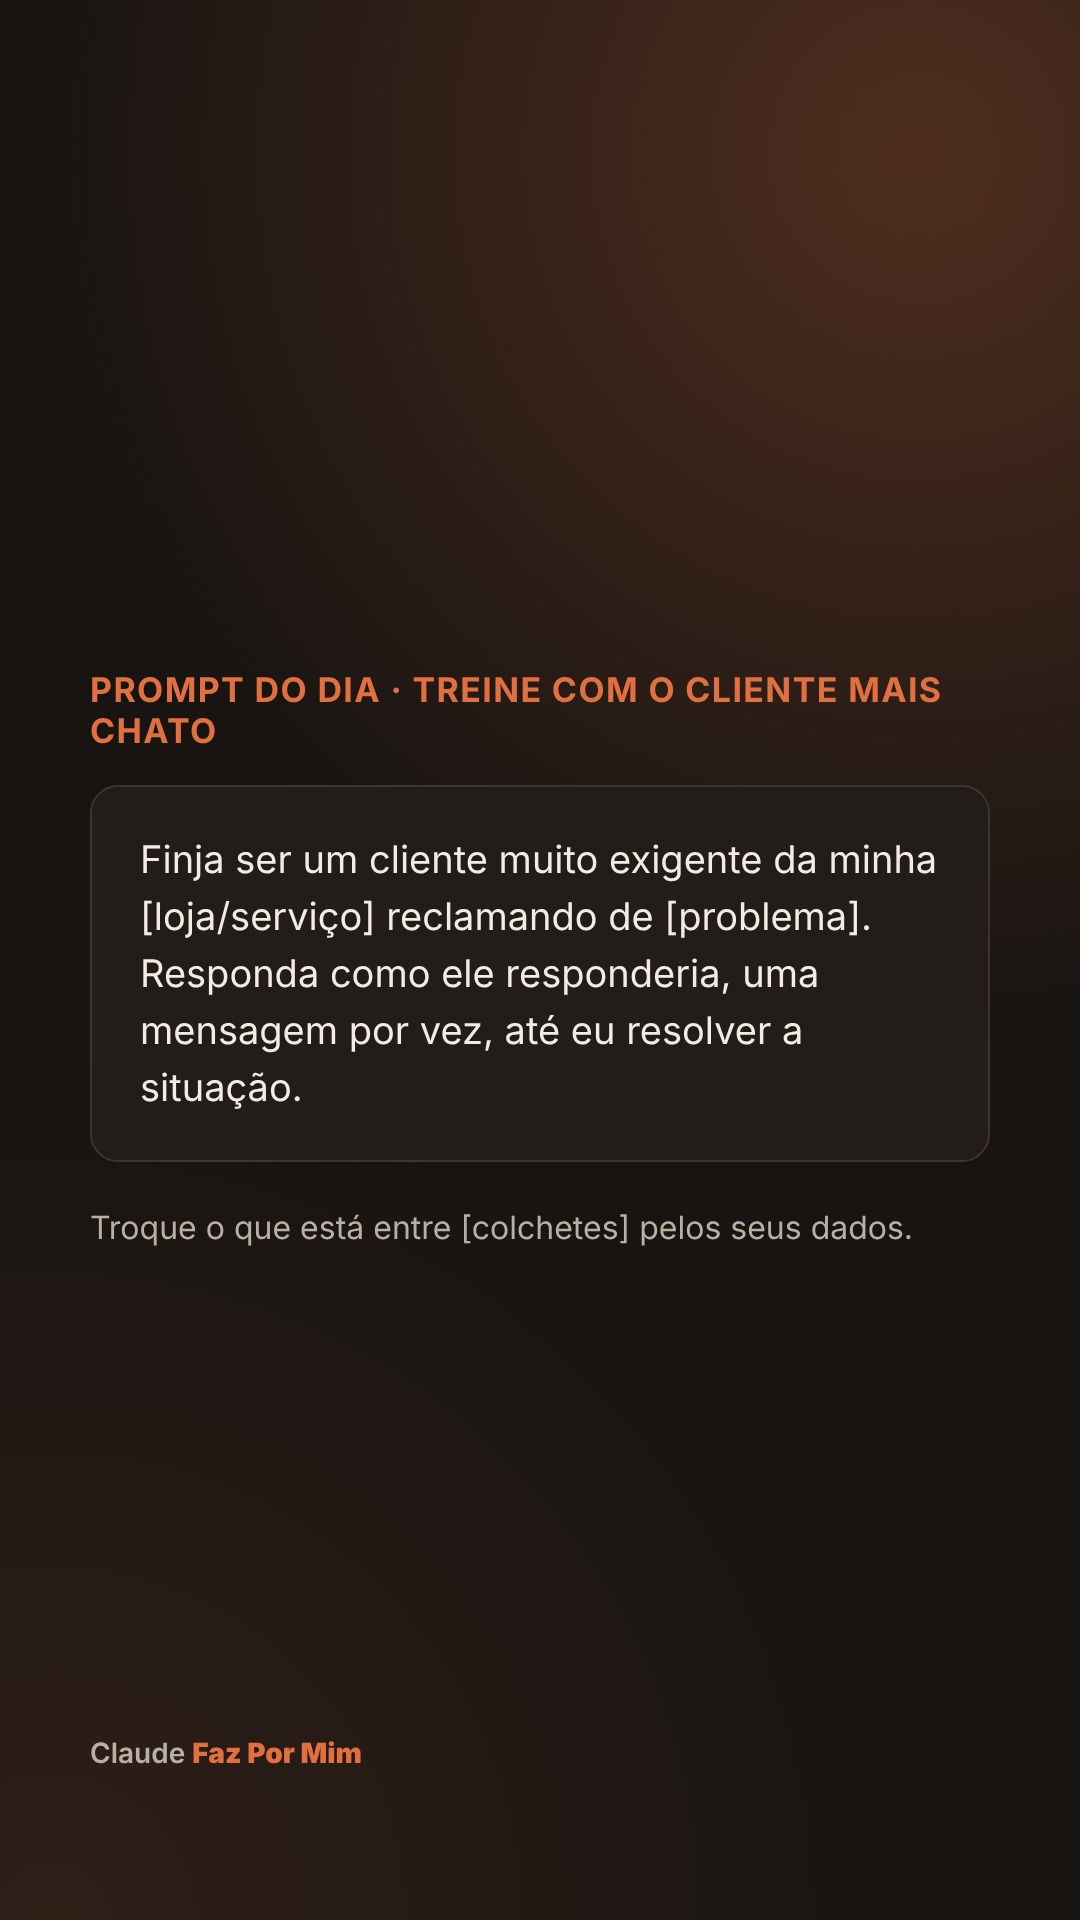 PROMPT DO DIA · TREINE COM O CLIENTE MAIS
CHATO
Finja ser um cliente muito exigente da minha
[loja/serviço] reclamando de [problema].
Responda como ele responderia, uma
mensagem por vez, até eu resolver a
situação.
Troque o que está entre [colchetes] pelos seus dados.
Claude Faz Por Mim